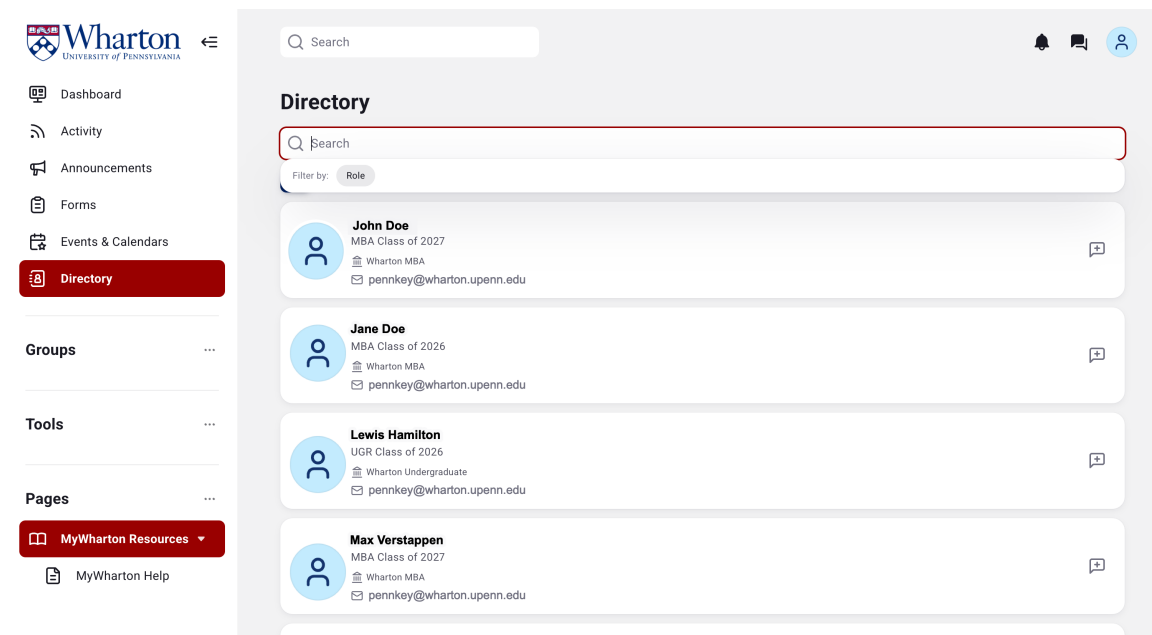 Wharton
UNIVERSITY of PENNSYLVANIA
Search
Dashboard
Activity
Announcements
Forms
Events & Calendars
Directory
Groups
Tools
Pages
MyWharton Resources
MyWharton Help
Directory
Search
Filter by: Role
John Doe
MBA Class of 2027
Wharton MBA
pennkey@wharton.upenn.edu
Jane Doe
MBA Class of 2026
Wharton MBA
pennkey@wharton.upenn.edu
Lewis Hamilton
UGR Class of 2026
Wharton Undergraduate
pennkey@wharton.upenn.edu
Max Verstappen
MBA Class of 2027
Wharton MBA
pennkey@wharton.upenn.edu